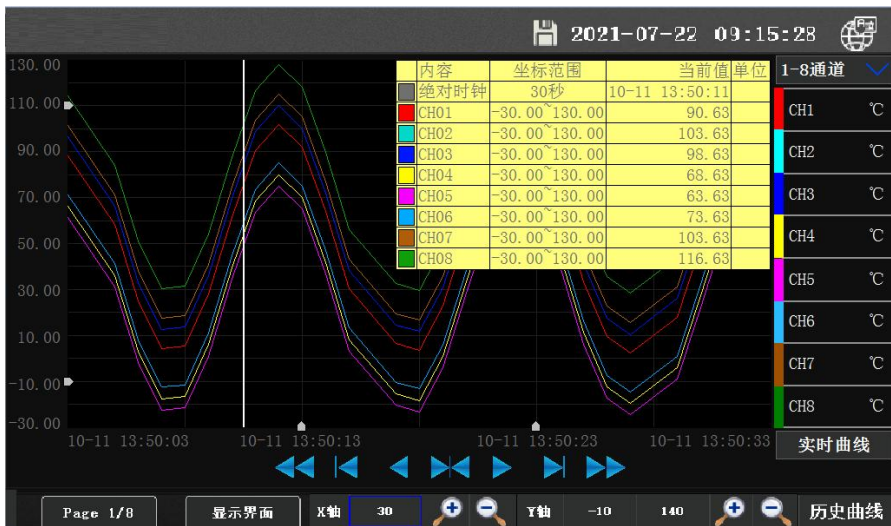 2021-07-22 09:15:28
130.00
110.00
90.00
70.00
50.00
30.00
10.00
-10.00
-30.00
内容 坐标范围 当前值 单位
绝对时钟 30秒 10-11 13:50:11
CH01 -30.00~130.00 90.63
CH02 -30.00~130.00 103.63
CH03 -30.00~130.00 98.63
CH04 -30.00~130.00 68.63
CH05 -30.00~130.00 63.63
CH06 -30.00~130.00 73.63
CH07 -30.00~130.00 103.63
CH08 -30.00~130.00 116.63
1-8通道
CH1 ℃
CH2 ℃
CH3 ℃
CH4 ℃
CH5 ℃
CH6 ℃
CH7 ℃
CH8 ℃
10-11 13:50:03 10-11 13:50:13 10-11 13:50:23 10-11 13:50:33
实时曲线
Page 1/8 显示界面 X轴 30 Y轴 -10 140 历史曲线